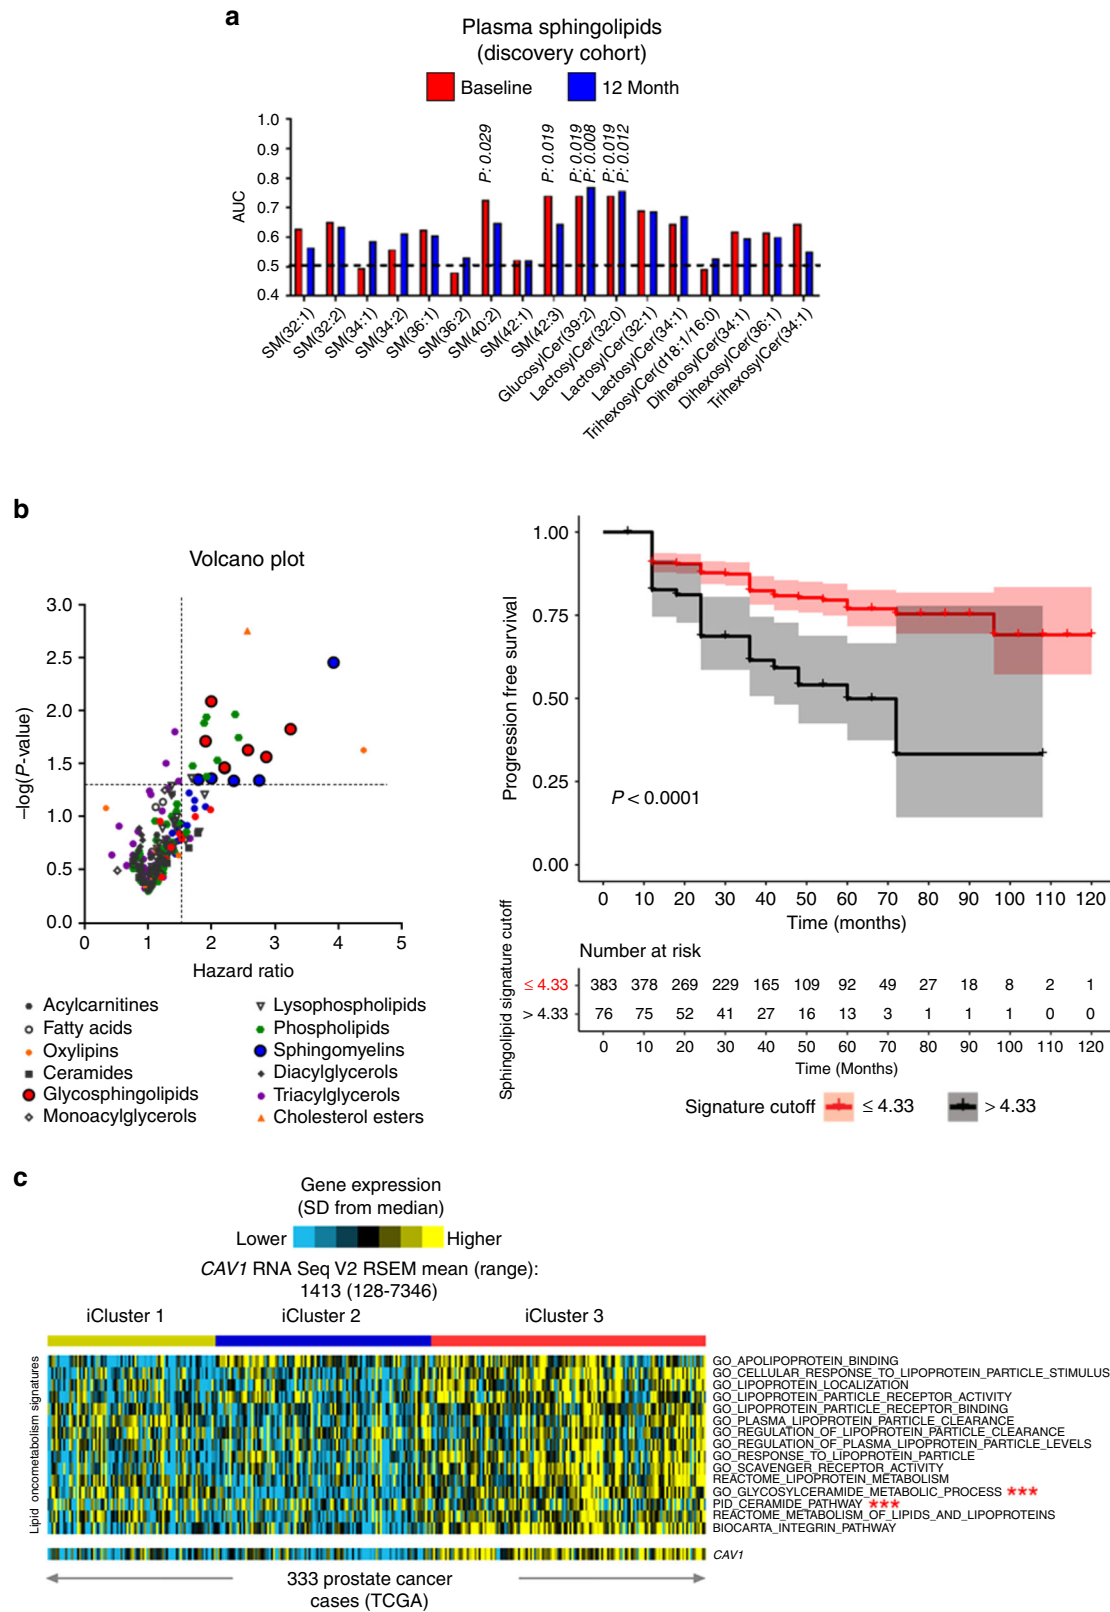 a
Plasma sphingolipids
(discovery cohort)
Baseline
12 Month
AUC
1.0
0.9
0.8
0.7
0.6
0.5
0.4
P: 0.029
P: 0.019
P: 0.019
P: 0.008
P: 0.019
P: 0.012
SM(32:1)
SM(32:2)
SM(34:1)
SM(34:2)
SM(36:1)
SM(36:2)
SM(40:2)
SM(42:1)
SM(42:3)
GlucosylCer(39:2)
LactosylCer(32:0)
LactosylCer(32:1)
LactosylCer(34:1)
TrihexosylCer(d18:1/16:0)
DihexosylCer(34:1)
DihexosylCer(36:1)
TrihexosylCer(34:1)
b
Volcano plot
–log(P-value)
3.0
2.5
2.0
1.5
1.0
0.5
0.0
0 1 2 3 4 5
Hazard ratio
Acylcarnitines
Fatty acids
Oxylipins
Ceramides
Glycosphingolipids
Monoacylglycerols
Lysophospholipids
Phospholipids
Sphingomyelins
Diacylglycerols
Triacylglycerols
Cholesterol esters
Progression free survival
1.00
0.75
0.50
0.25
0.00
P < 0.0001
0 10 20 30 40 50 60 70 80 90 100 110 120
Time (months)
Sphingolipid signature cutoff
Number at risk
≤ 4.33 383 378 269 229 165 109 92 49 27 18 8 2 1
> 4.33 76 75 52 41 27 16 13 3 1 1 1 0 0
0 10 20 30 40 50 60 70 80 90 100 110 120
Time (Months)
Signature cutoff ≤ 4.33 > 4.33
c
Gene expression
(SD from median)
Lower Higher
CAV1 RNA Seq V2 RSEM mean (range):
1413 (128-7346)
iCluster 1 iCluster 2 iCluster 3
Lipid oncometabolism signatures
GO_APOLIPOPROTEIN_BINDING
GO_CELLULAR_RESPONSE_TO_LIPOPROTEIN_PARTICLE_STIMULUS
GO_LIPOPROTEIN_LOCALIZATION
GO_LIPOPROTEIN_PARTICLE_RECEPTOR_ACTIVITY
GO_LIPOPROTEIN_PARTICLE_RECEPTOR_BINDING
GO_PLASMA_LIPOPROTEIN_PARTICLE_CLEARANCE
GO_REGULATION_OF_LIPOPROTEIN_PARTICLE_CLEARANCE
GO_REGULATION_OF_PLASMA_LIPOPROTEIN_PARTICLE_LEVELS
GO_RESPONSE_TO_LIPOPROTEIN_PARTICLE
GO_SCAVENGER_RECEPTOR_ACTIVITY
REACTOME_LIPOPROTEIN_METABOLISM
GO_GLYCOSYLCERAMIDE_METABOLIC_PROCESS ***
PID_CERAMIDE_PATHWAY ***
REACTOME_METABOLISM_OF_LIPIDS_AND_LIPOPROTEINS
BIOCARTA_INTEGRIN_PATHWAY
CAV1
333 prostate cancer
cases (TCGA)